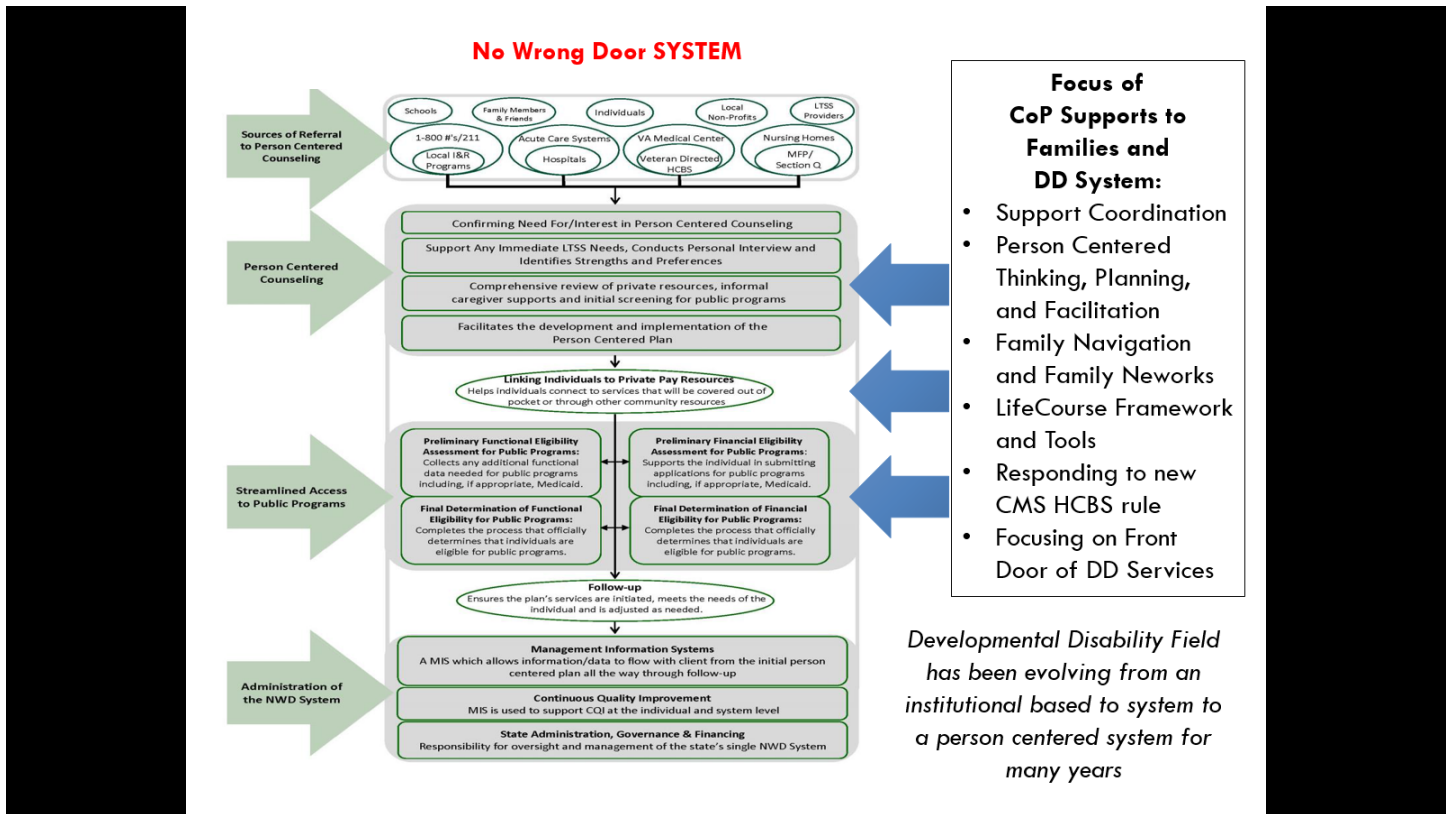 No Wrong Door SYSTEM
Sources of Referral
to Person Centered
Counseling
Schools
Family Members
& Friends
Individuals
Local
Non-Profits
LTSS
Providers
1-800 #'s/211
Local I&R
Programs
Acute Care Systems
Hospitals
VA Medical Center
Veteran Directed
HCBS
Nursing Homes
MFP/
Section Q
Person Centered
Counseling
Confirming Need For/Interest in Person Centered Counseling
Support Any Immediate LTSS Needs, Conducts Personal Interview and
Identifies Strengths and Preferences
Comprehensive review of private resources, informal
caregiver supports and initial screening for public programs
Facilitates the development and implementation of the
Person Centered Plan
Linking Individuals to Private Pay Resources
Helps individuals connect to services that will be covered out of
pocket or through other community resources
Streamlined Access
to Public Programs
Preliminary Functional Eligibility
Assessment for Public Programs:
Collects any additional functional
data needed for public programs
including, if appropriate, Medicaid.
Preliminary Financial Eligibility
Assessment for Public Programs:
Supports the individual in submitting
applications for public programs
including, if appropriate, Medicaid.
Final Determination of Functional
Eligibility for Public Programs:
Completes the process that officially
determines that individuals are
eligible for public programs.
Final Determination of Financial
Eligibility for Public Programs:
Completes the process that officially
determines that individuals are
eligible for public programs.
Follow-up
Ensures the plan's services are initiated, meets the needs of the
individual and is adjusted as needed.
Administration of
the NWD System
Management Information Systems
A MIS which allows information/data to flow with client from the initial person
centered plan all the way through follow-up
Continuous Quality Improvement
MIS is used to support CQI at the individual and system level
State Administration, Governance & Financing
Responsibility for oversight and management of the state's single NWD System
Focus of
CoP Supports to
Families and
DD System:
• Support Coordination
• Person Centered
Thinking, Planning,
and Facilitation
• Family Navigation
and Family Neworks
• LifeCourse Framework
and Tools
• Responding to new
CMS HCBS rule
• Focusing on Front
Door of DD Services
Developmental Disability Field
has been evolving from an
institutional based to system to
a person centered system for
many years